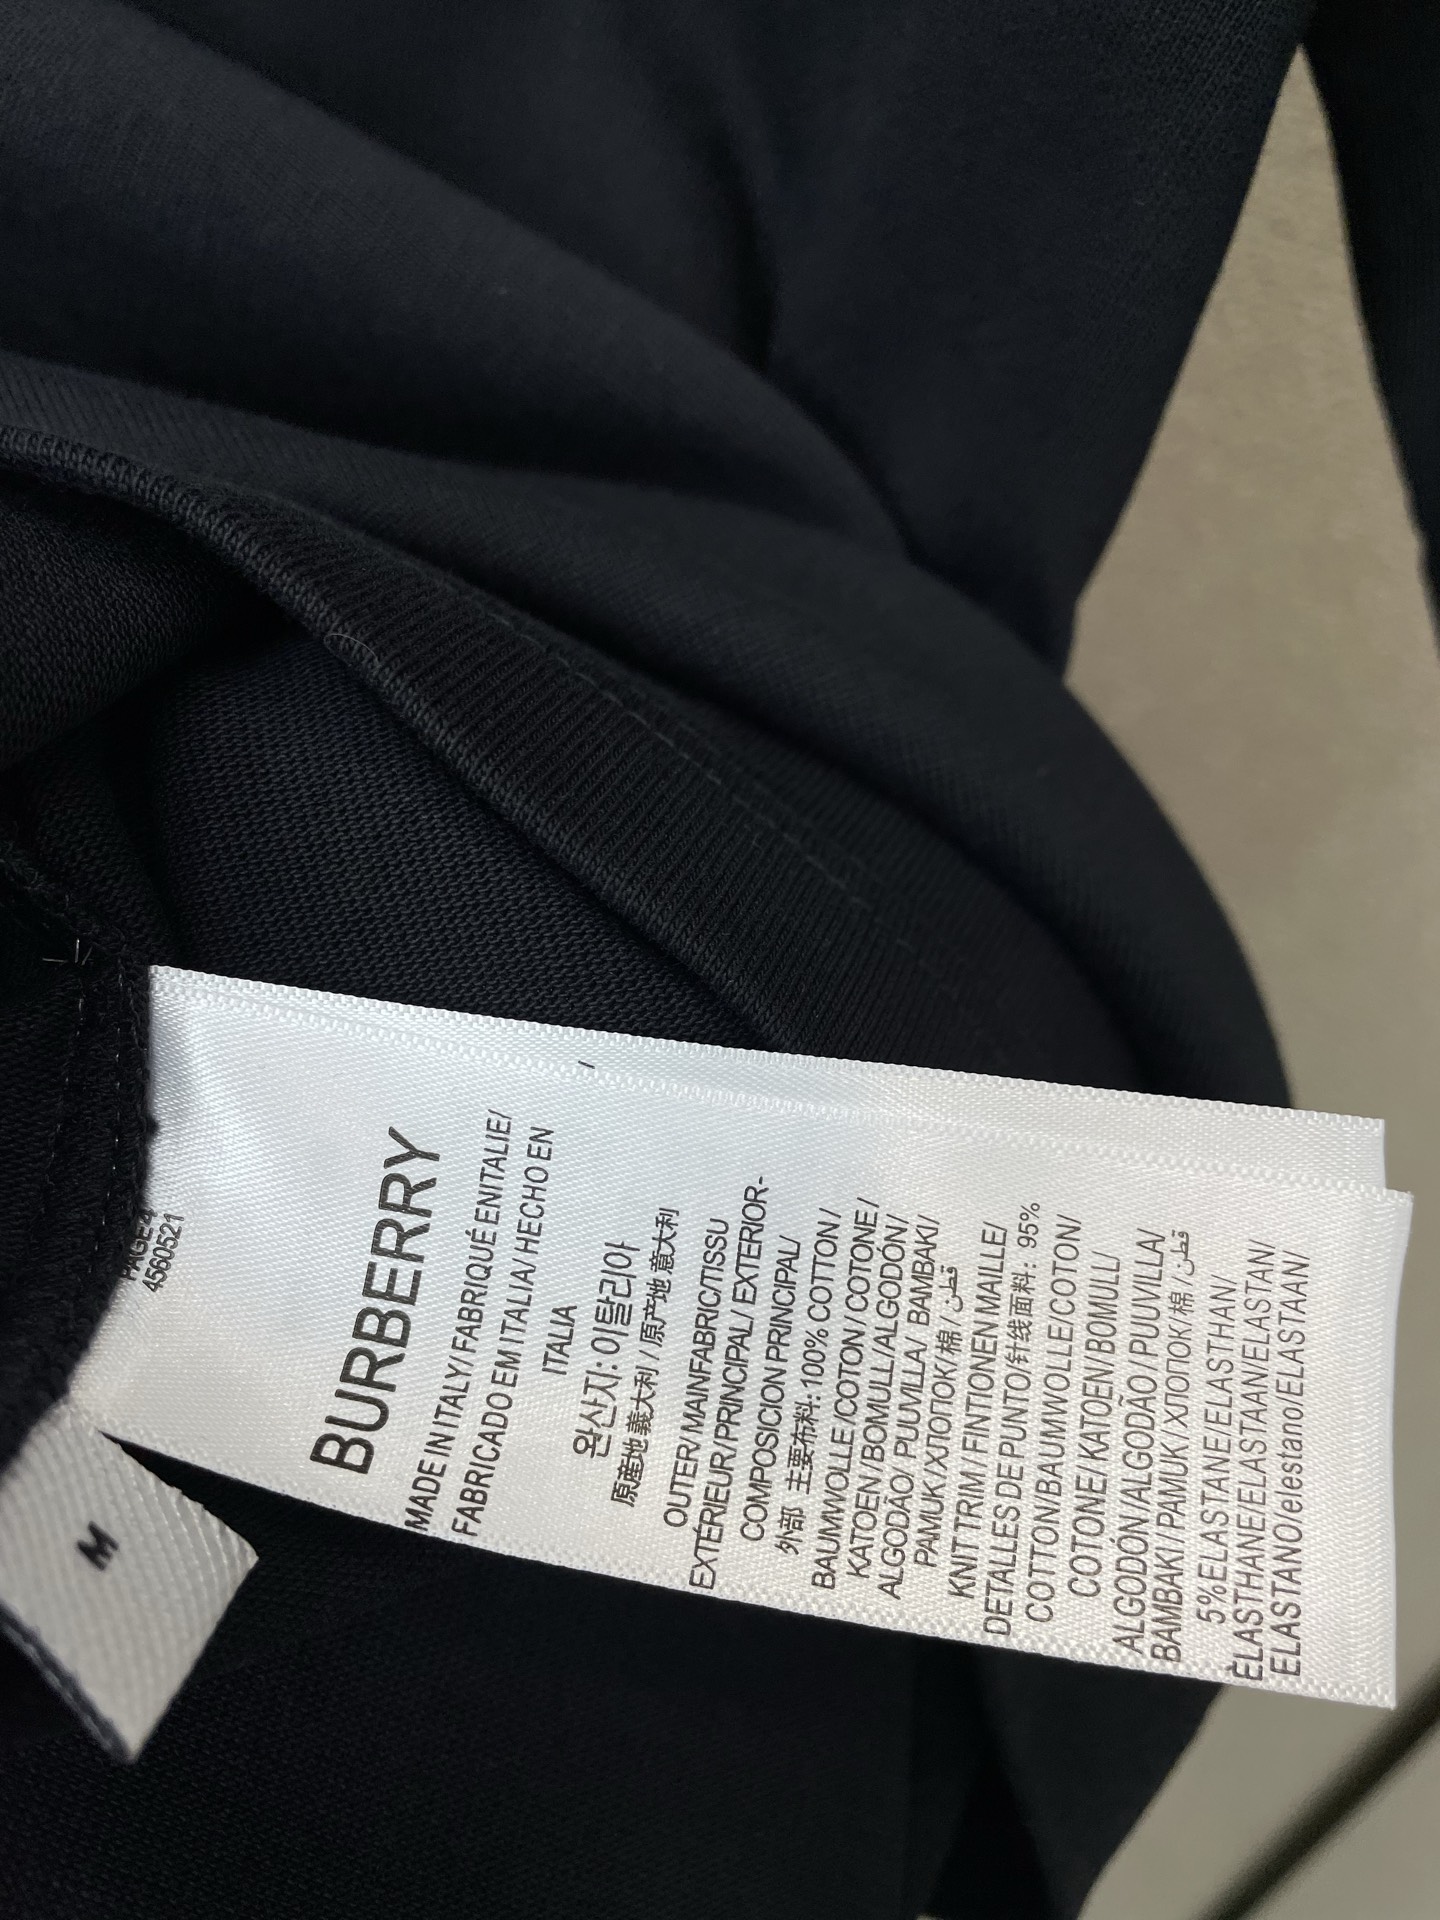 PAGE4
4560521
BURBERRY
MADE IN ITALY/ FABRIQUÉ EN ITALIE/
FABRICADO EM ITALIA/ HECHO EN
ITALIA
원산지: 이탈리아
原産地 義大利 / 原产地 意大利
OUTER/ MAINFABRIC/TISSU
EXTÉRIEUR/PRINCIPAL/ EXTERIOR-
COMPOSICION PRINCIPAL/
外部 主要布料: 100% COTTON /
BAUMWOLLE /COTON / COTONE /
KATOEN / BOMULL /ALGODÓN/
ALGODÃO/ PUUVILLA/ BAMBAKI/
PAMUK/ХЛОПОК/棉/قطن
KNIT TRIM / FINTIONEN MAILLE/
DETALLES DE PUNTO/针线面料: 95%
COTTON/BAUMWOLLE/COTON/
COTONE/ KATOEN/ BOMULL/
ALGODÓN/ALGODÃO / PUUVILLA/
BAMBAKI / PAMUK / ХЛОПОК/棉/قطن
5%ELASTANE/ELASTHAN/
ÉLASTHANE/ELASTAAN/ELASTAN/
ELASTANO/elestano/ELASTAAN/
M